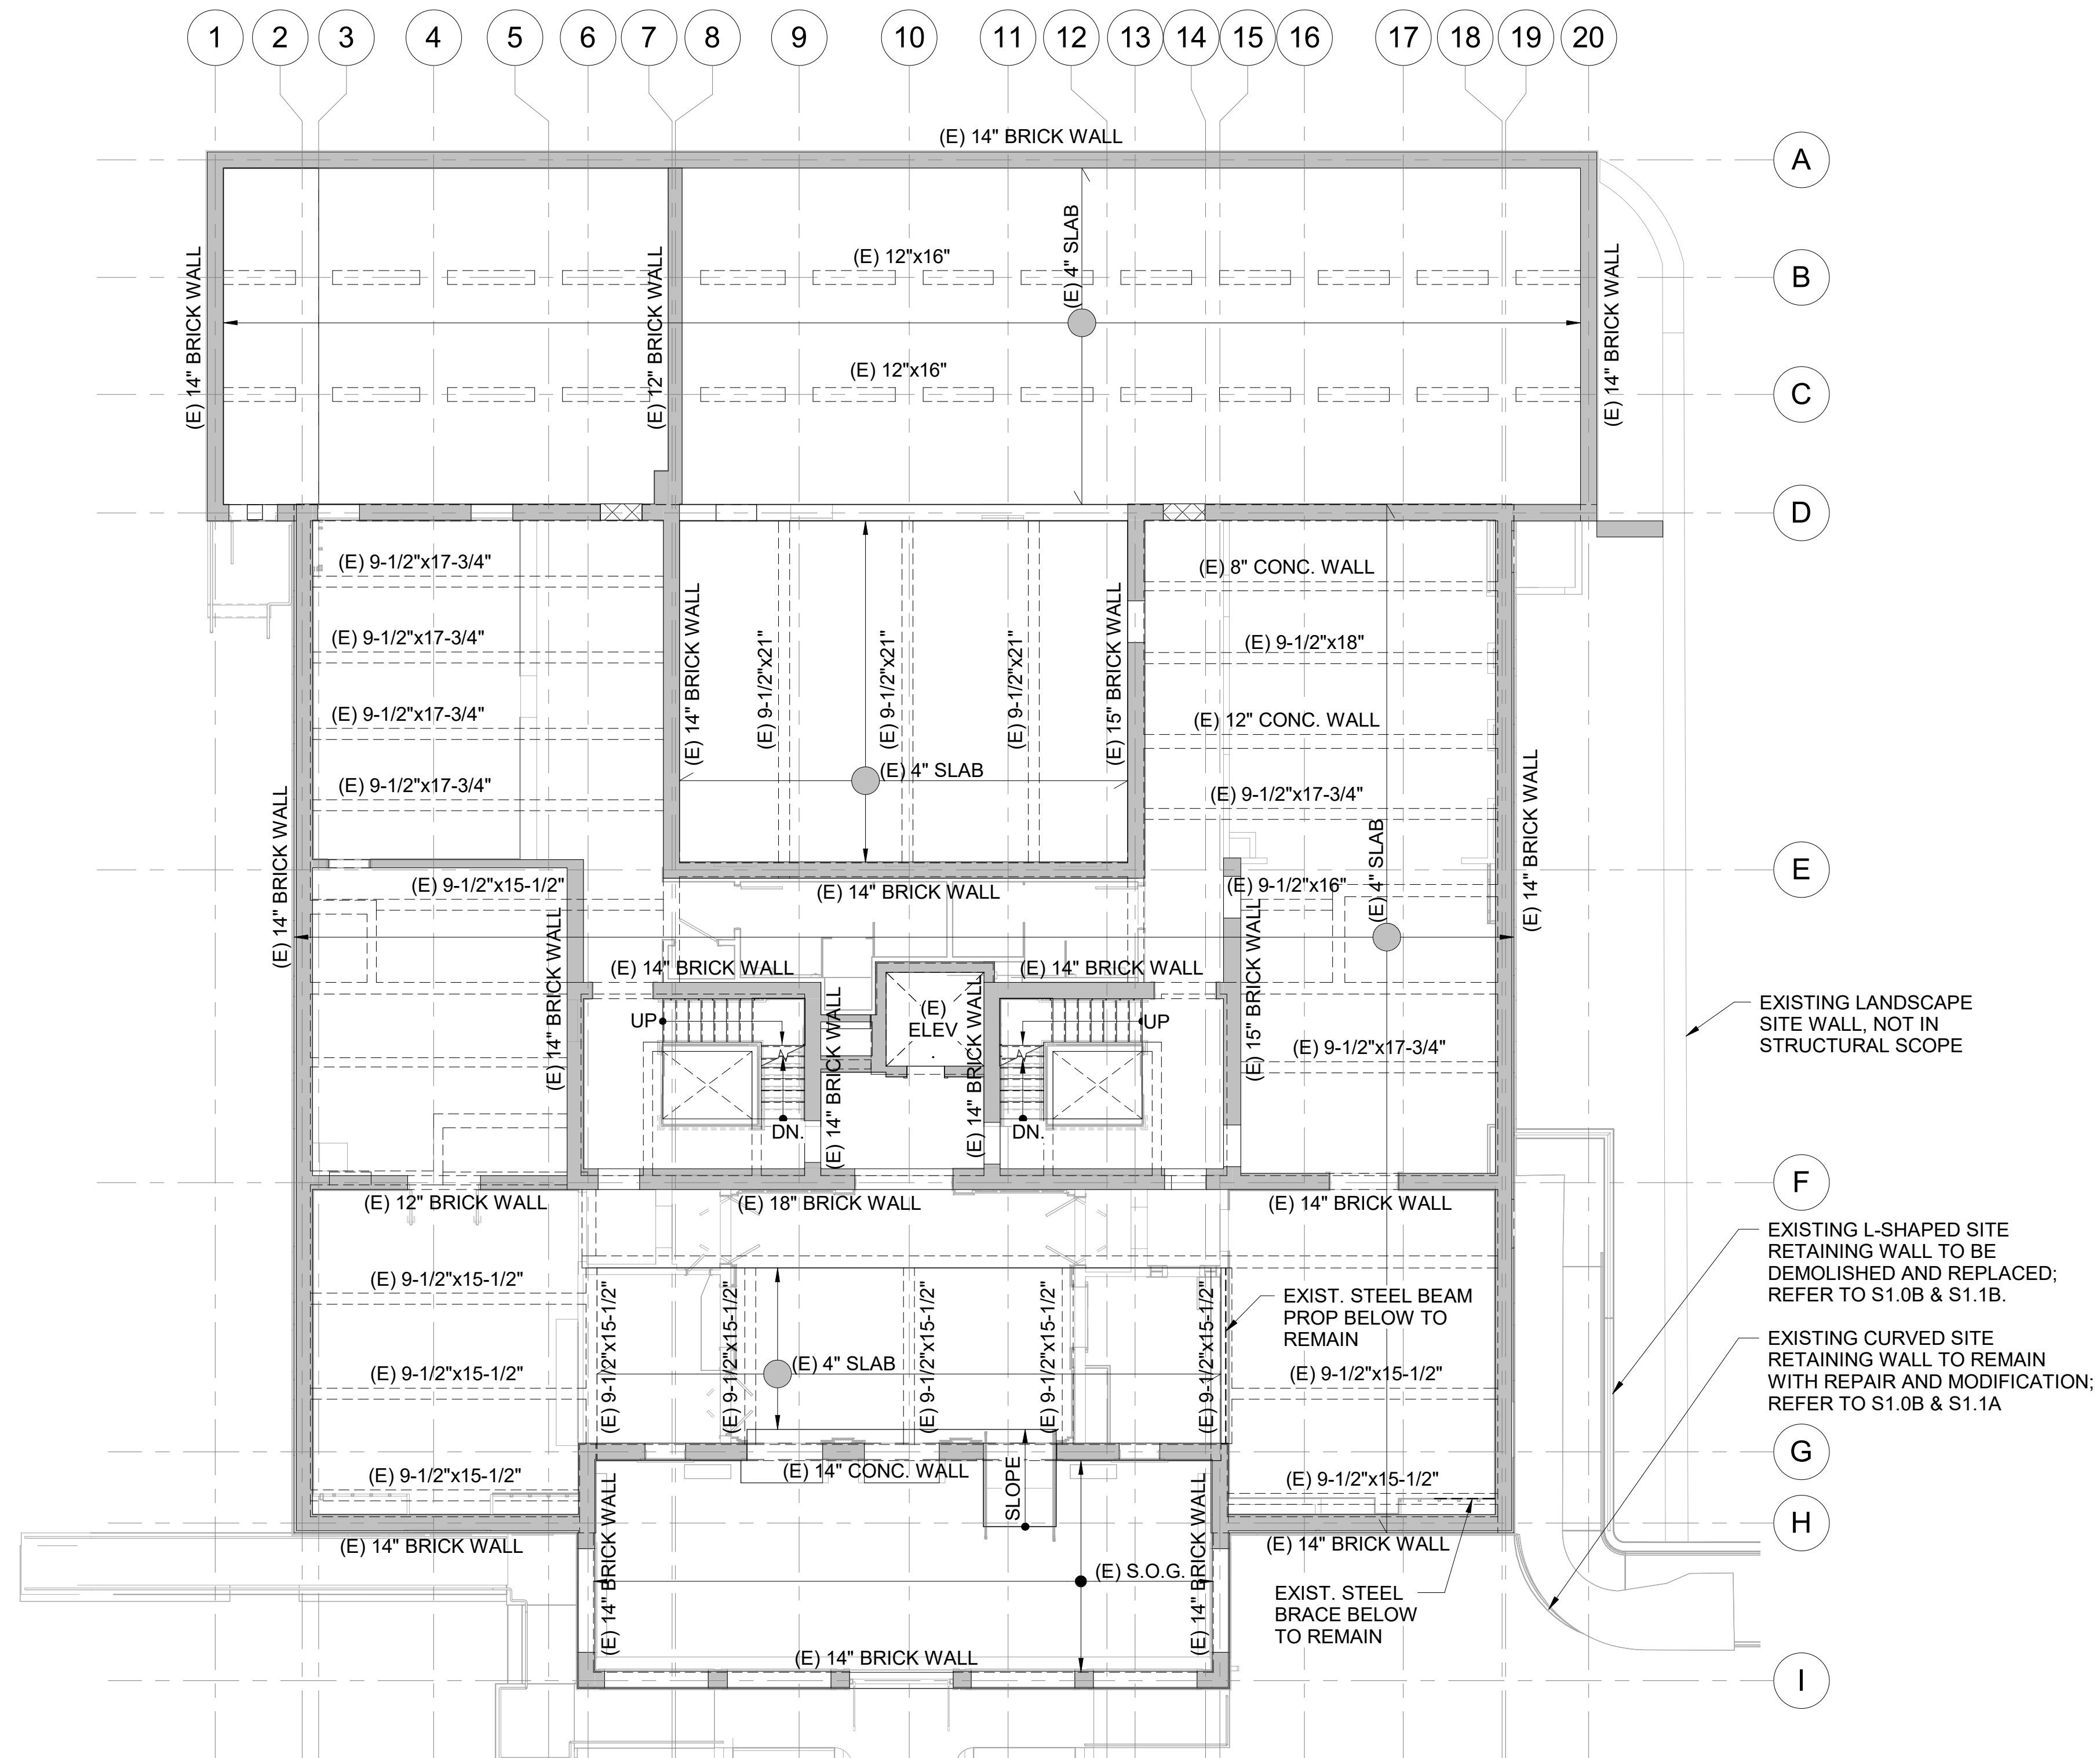 1 2 3 4 5 6 7 8 9 10 11 12 13 14 15 16 17 18 19 20
(E) 14" BRICK WALL
A
(E) 14" BRICK WALL
(E) 12" BRICK WALL
(E) 12"x16"
(E) 4" SLAB
(E) 14" BRICK WALL
B
(E) 12"x16"
C
D
(E) 9-1/2"x17-3/4"
(E) 8" CONC. WALL
(E) 9-1/2"x17-3/4"
(E) 9-1/2"x18"
(E) 14" BRICK WALL
(E) 9-1/2"x21"
(E) 9-1/2"x21"
(E) 9-1/2"x21"
(E) 15" BRICK WALL
(E) 9-1/2"x17-3/4"
(E) 12" CONC. WALL
(E) 4" SLAB
(E) 9-1/2"x17-3/4"
(E) 9-1/2"x17-3/4"
(E) 14" BRICK WALL
(E) 4" SLAB
(E) 14" BRICK WALL
E
(E) 9-1/2"x15-1/2"
(E) 14" BRICK WALL
(E) 9-1/2"x16"
(E) 14" BRICK WALL
(E) 14" BRICK WALL
(E) 14" BRICK WALL
(E) 15" BRICK WALL
UP
(E)
ELEV
UP
(E) 14" BRICK WALL
(E) 14" BRICK WALL
(E) 9-1/2"x17-3/4"
DN.
DN.
EXISTING LANDSCAPE
SITE WALL, NOT IN
STRUCTURAL SCOPE
F
(E) 12" BRICK WALL
(E) 18" BRICK WALL
(E) 14" BRICK WALL
EXISTING L-SHAPED SITE
RETAINING WALL TO BE
DEMOLISHED AND REPLACED;
REFER TO S1.0B & S1.1B.
(E) 9-1/2"x15-1/2"
(E) 9-1/2"x15-1/2"
(E) 9-1/2"x15-1/2"
(E) 9-1/2"x15-1/2"
(E) 9-1/2"x15-1/2"
(E) 9-1/2"x15-1/2"
EXIST. STEEL BEAM
PROP BELOW TO
REMAIN
EXISTING CURVED SITE
RETAINING WALL TO REMAIN
WITH REPAIR AND MODIFICATION;
REFER TO S1.0B & S1.1A
(E) 9-1/2"x15-1/2"
(E) 4" SLAB
(E) 9-1/2"x15-1/2"
G
(E) 9-1/2"x15-1/2"
(E) 14" CONC. WALL
SLOPE
(E) 9-1/2"x15-1/2"
H
(E) 14" BRICK WALL
(E) 14" BRICK WALL
(E) 14" BRICK WALL
(E) S.O.G.
(E) 14" BRICK WALL
EXIST. STEEL
BRACE BELOW
TO REMAIN
(E) 14" BRICK WALL
I